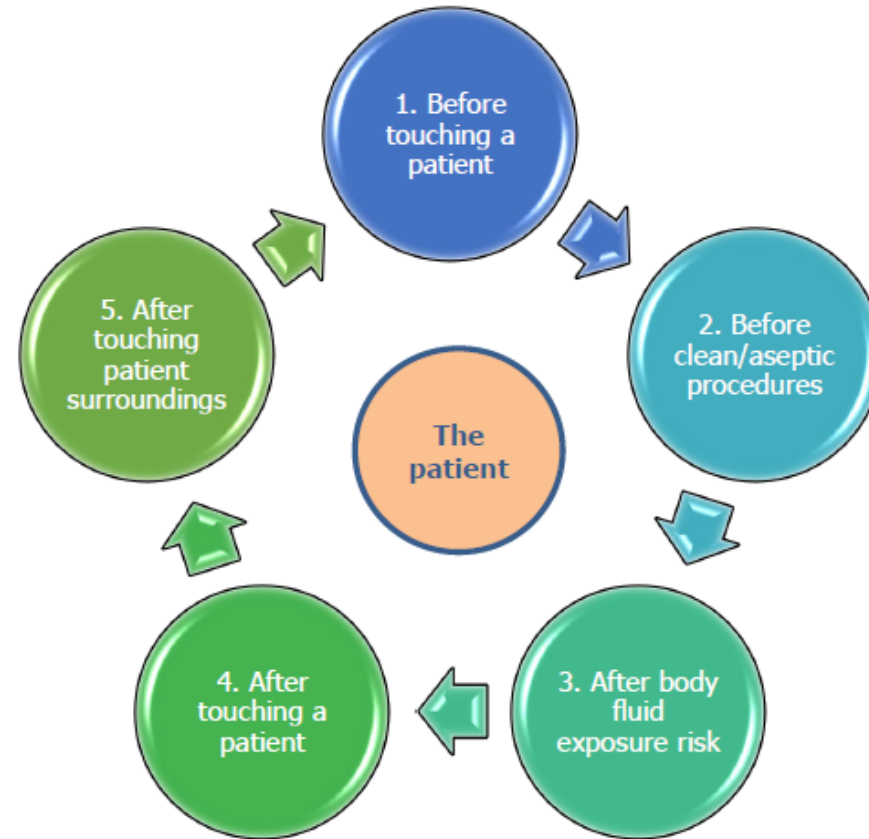 1. Before
touching a
patient
2. Before
clean/aseptic
procedures
3. After body
fluid
exposure risk
4. After
touching a
patient
5. After
touching
patient
surroundings
The
patient